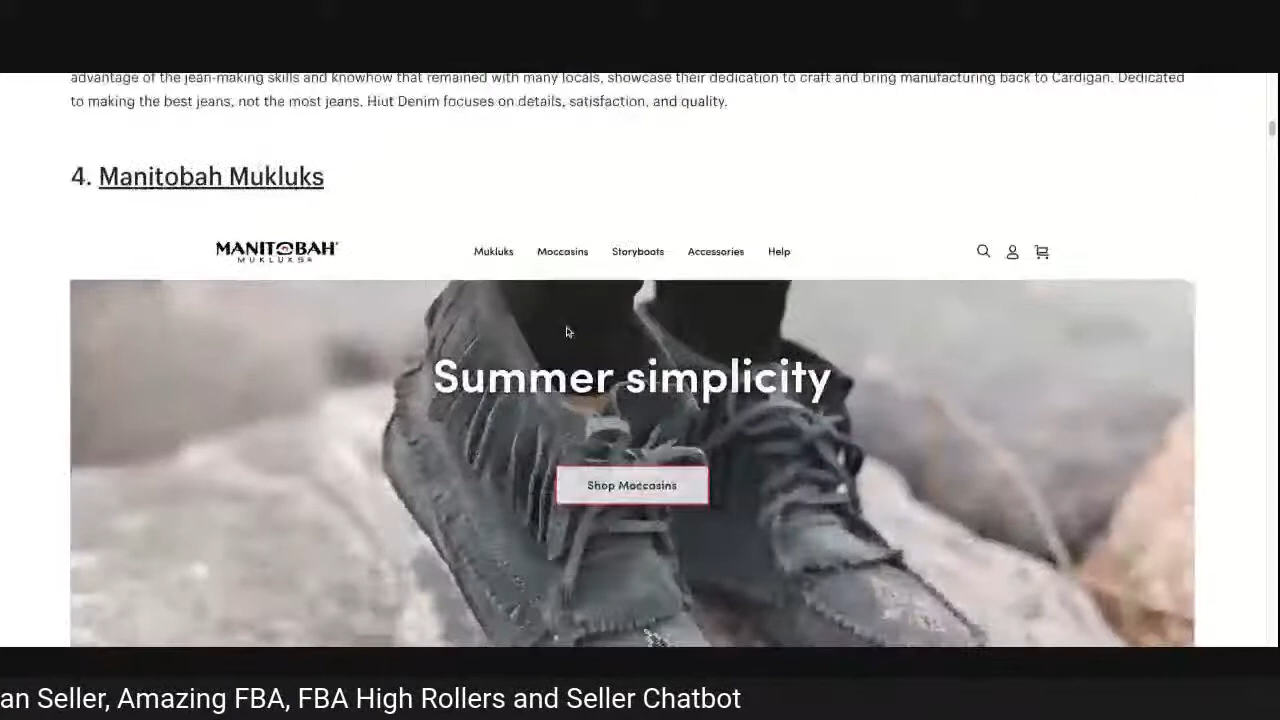 advantage of the jean-making skills and knowhow that remained with many locals, showcase their dedication to craft and bring manufacturing back to Cardigan. Dedicated
to making the best jeans, not the most jeans, Hiut Denim focuses on details, satisfaction, and quality.
4. Manitobah Mukluks
MANITOBAH
MUKLUKS®
Mukluks Moccasins Storyboots Accessories Help
Summer simplicity
Shop Moccasins
an Seller, Amazing FBA, FBA High Rollers and Seller Chatbot